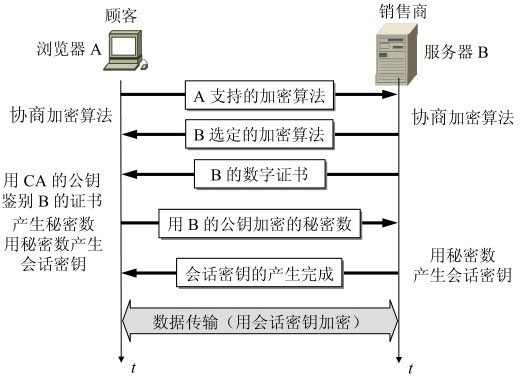 顾客
销售商
浏览器 A
服务器 B
A 支持的加密算法
协商加密算法
协商加密算法
B 选定的加密算法
B 的数字证书
用 CA 的公钥
鉴别 B 的证书
产生秘密数
用秘密数产生
会话密钥
用 B 的公钥加密的秘密数
会话密钥的产生完成
用秘密数
产生会话密钥
数据传输（用会话密钥加密）
t
t